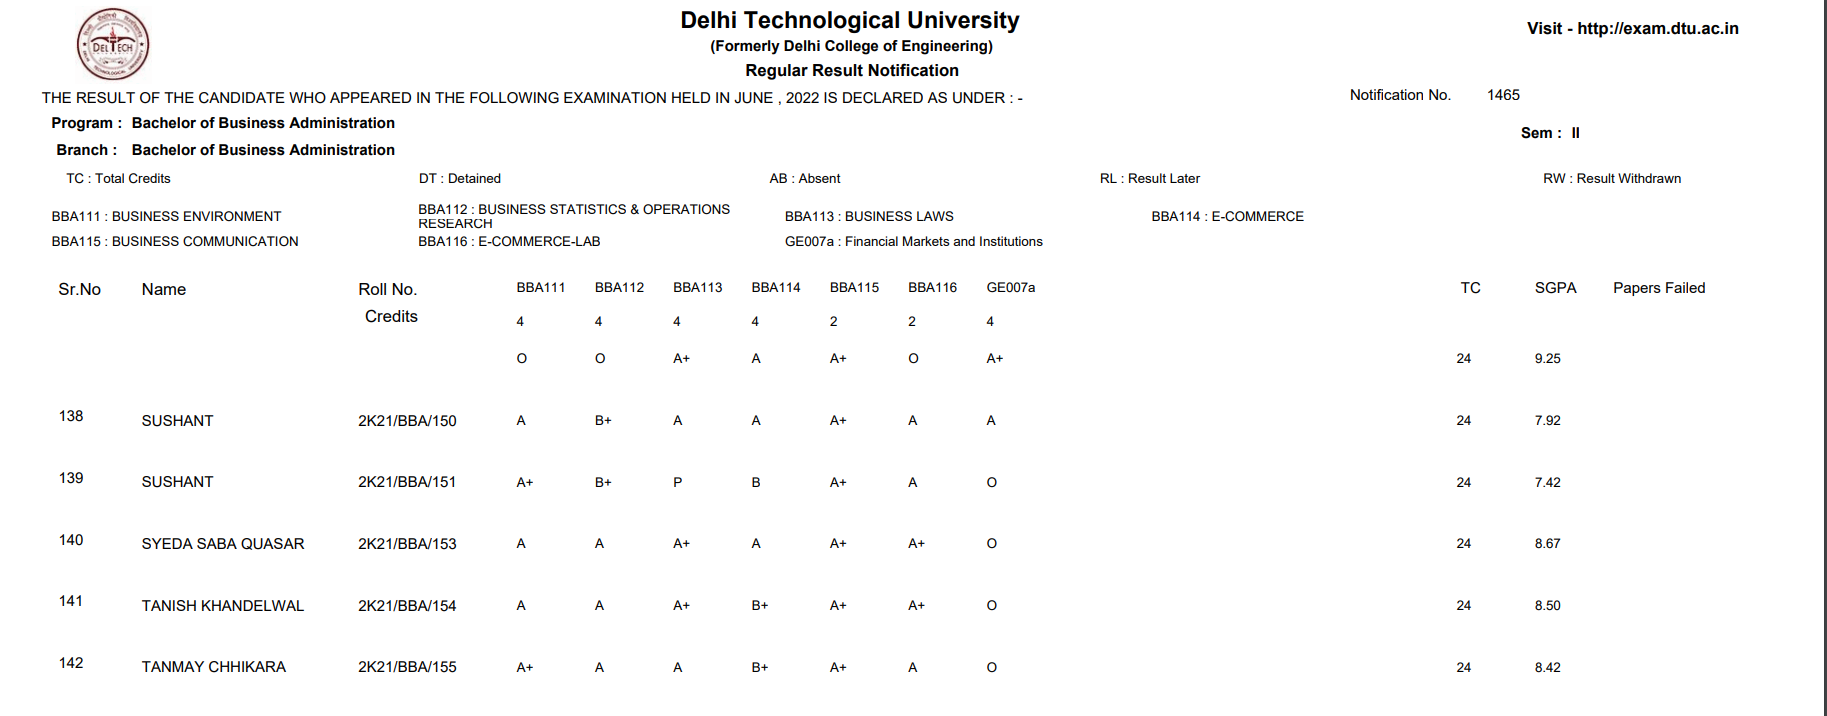 DELTECH
Delhi Technological University
(Formerly Delhi College of Engineering)
Regular Result Notification
Visit - http://exam.dtu.ac.in
THE RESULT OF THE CANDIDATE WHO APPEARED IN THE FOLLOWING EXAMINATION HELD IN JUNE , 2022 IS DECLARED AS UNDER : -
Notification No. 1465
Program : Bachelor of Business Administration
Sem : II
Branch : Bachelor of Business Administration
TC : Total Credits DT : Detained AB : Absent RL : Result Later RW : Result Withdrawn
BBA111 : BUSINESS ENVIRONMENT BBA112 : BUSINESS STATISTICS & OPERATIONS RESEARCH BBA113 : BUSINESS LAWS BBA114 : E-COMMERCE
BBA115 : BUSINESS COMMUNICATION BBA116 : E-COMMERCE-LAB GE007a : Financial Markets and Institutions
Sr.No Name Roll No. BBA111 BBA112 BBA113 BBA114 BBA115 BBA116 GE007a TC SGPA Papers Failed
Credits 4 4 4 4 2 2 4
O O A+ A A+ O A+ 24 9.25
138 SUSHANT 2K21/BBA/150 A B+ A A A+ A A 24 7.92
139 SUSHANT 2K21/BBA/151 A+ B+ P B A+ A O 24 7.42
140 SYEDA SABA QUASAR 2K21/BBA/153 A A A+ A A+ A+ O 24 8.67
141 TANISH KHANDELWAL 2K21/BBA/154 A A A+ B+ A+ A+ O 24 8.50
142 TANMAY CHHIKARA 2K21/BBA/155 A+ A A B+ A+ A O 24 8.42